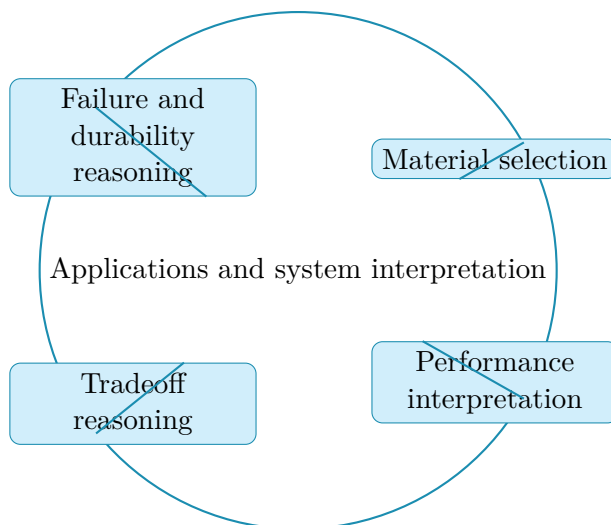 Failure and
durability
reasoning
Material selection
Applications and system interpretation
Tradeoff
reasoning
Performance
interpretation